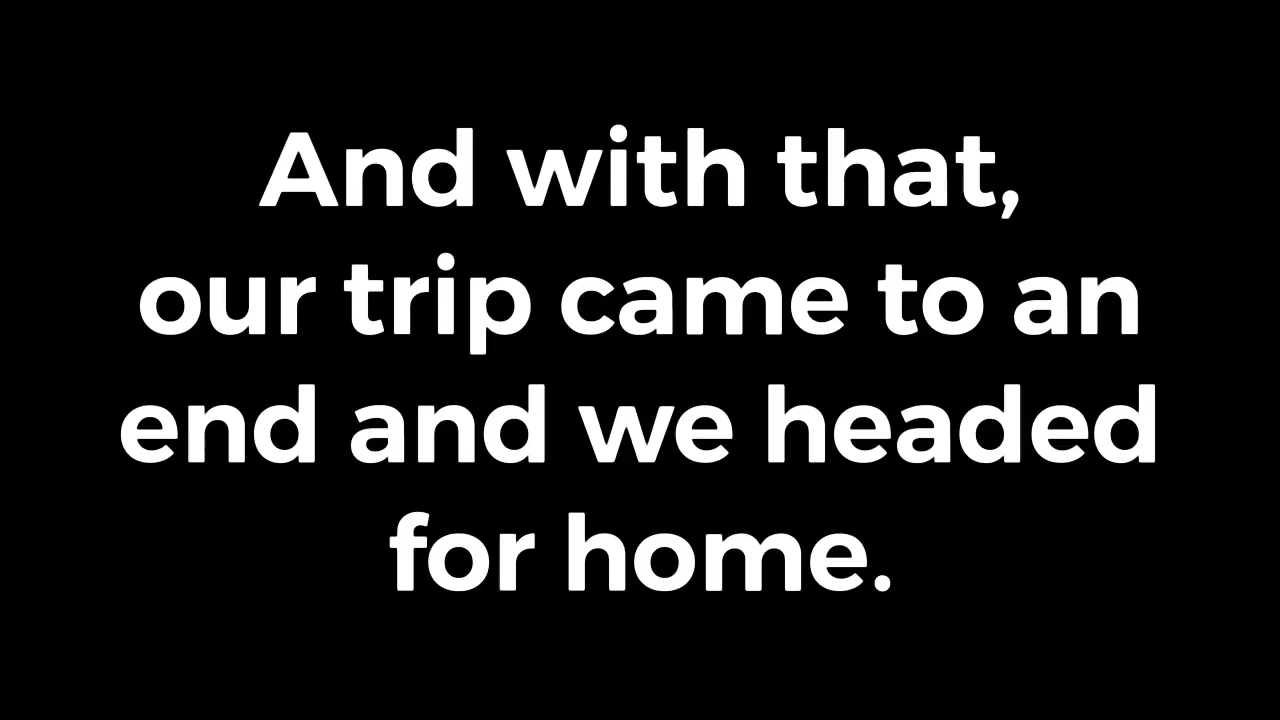 And with that,
our trip came to an
end and we headed
for home.